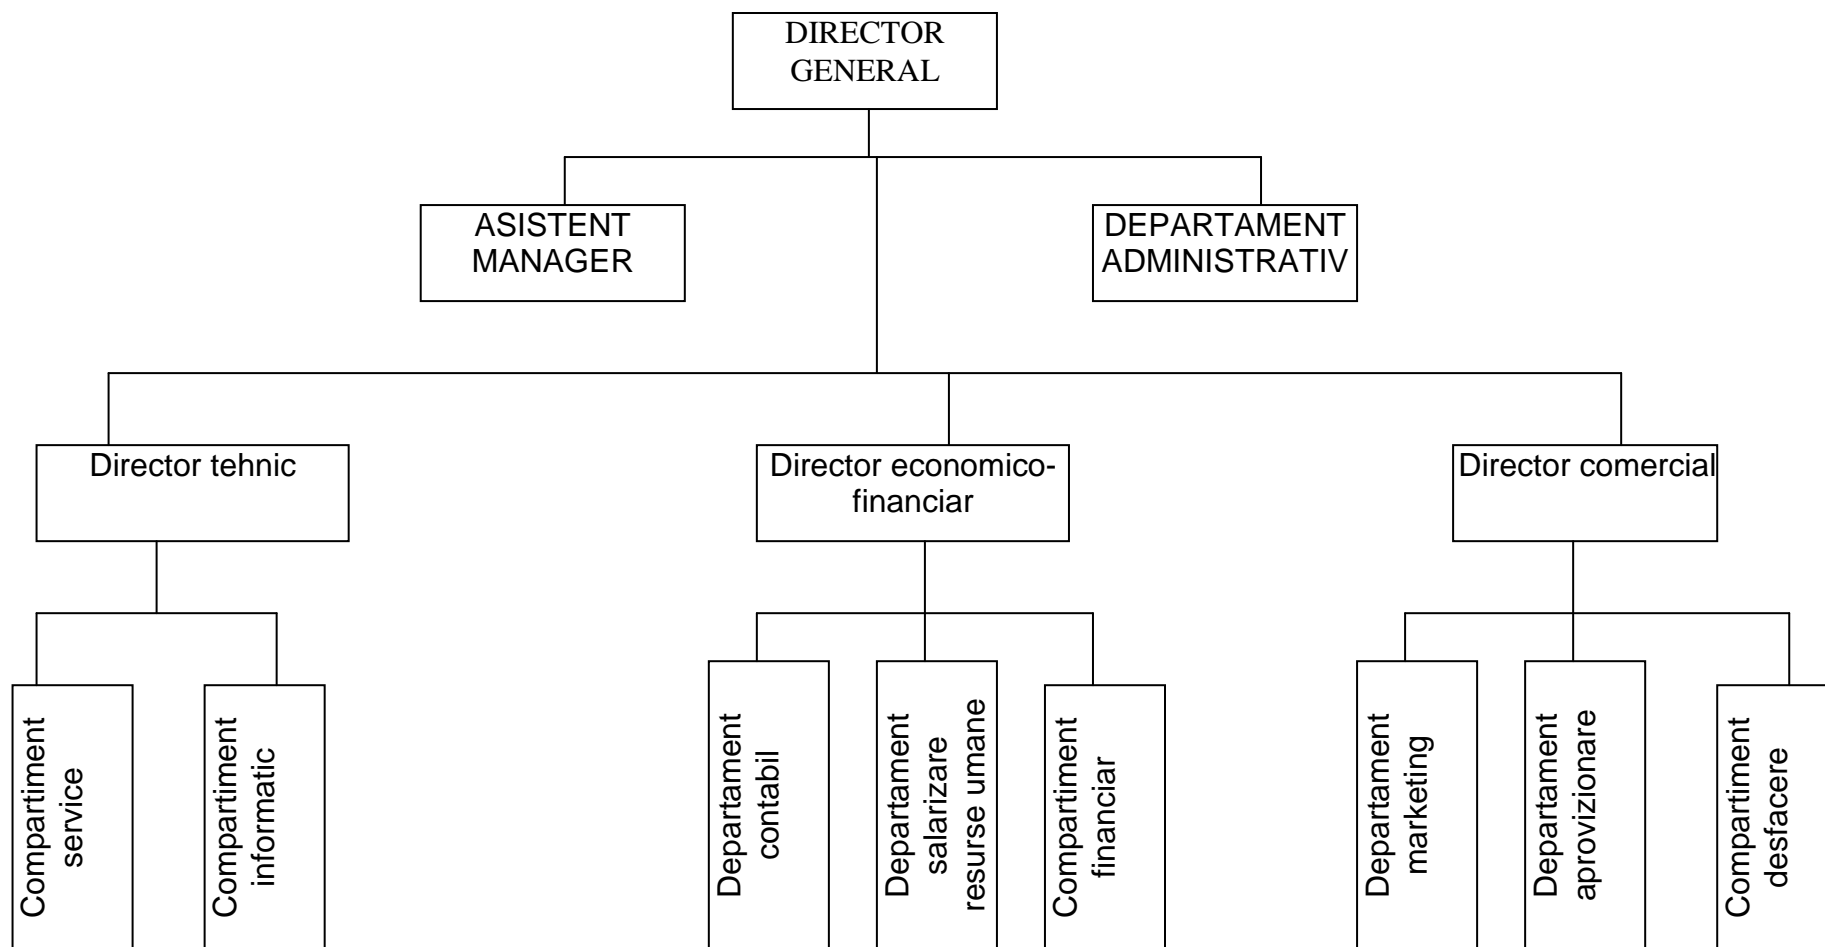 DIRECTOR
GENERAL
ASISTENT
MANAGER
DEPARTAMENT
ADMINISTRATIV
Director tehnic
Director economico-
financiar
Director comercial
Compartiment
service
Compartiment
informatic
Departament
contabil
Departament
salarizare
resurse umane
Compartiment
financiar
Departament
marketing
Departament
aprovizionare
Compartiment
desfacere